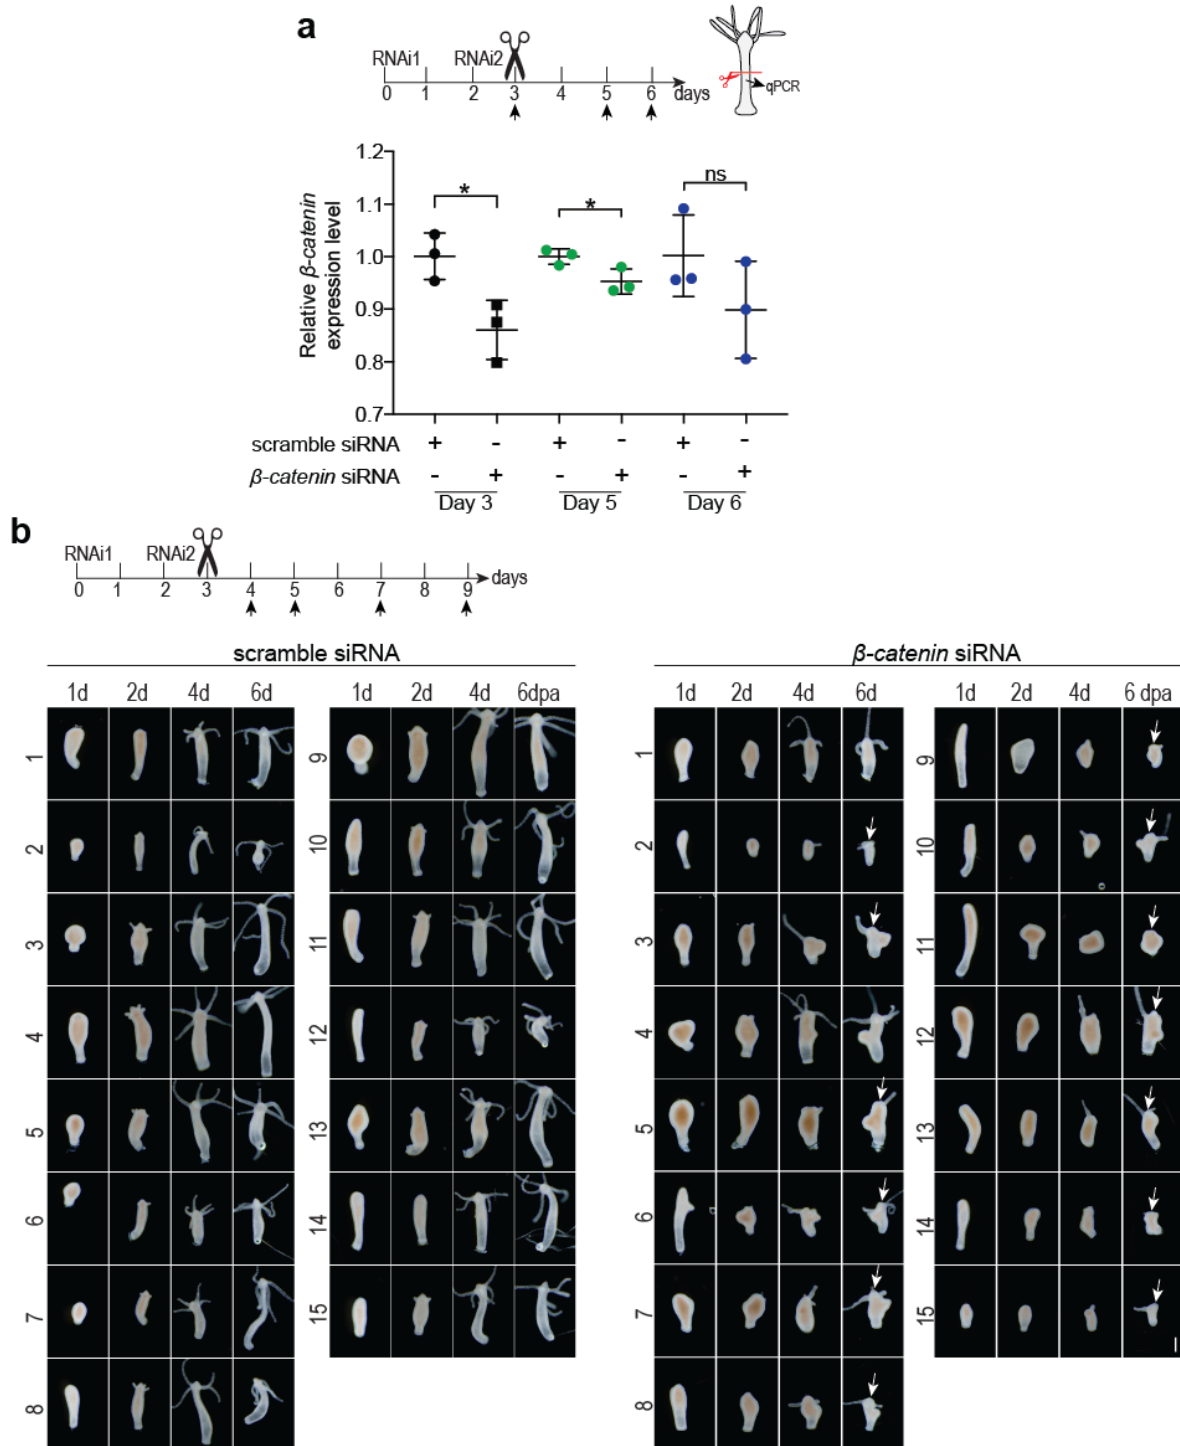 a
RNAi1 RNAi2
0 1 2 3 4 5 6 days
qPCR
Relative β-catenin
expression level
1.2
1.1
1.0
0.9
0.8
0.7
* * ns
scramble siRNA + - + - + -
β-catenin siRNA - + - + - +
Day 3 Day 5 Day 6
b
RNAi1 RNAi2
0 1 2 3 4 5 6 7 8 9 days
scramble siRNA
1d 2d 4d 6d 1d 2d 4d 6dpa
1 9
2 10
3 11
4 12
5 13
6 14
7 15
8
β-catenin siRNA
1d 2d 4d 6d 1d 2d 4d 6 dpa
1 9
2 10
3 11
4 12
5 13
6 14
7 15
8